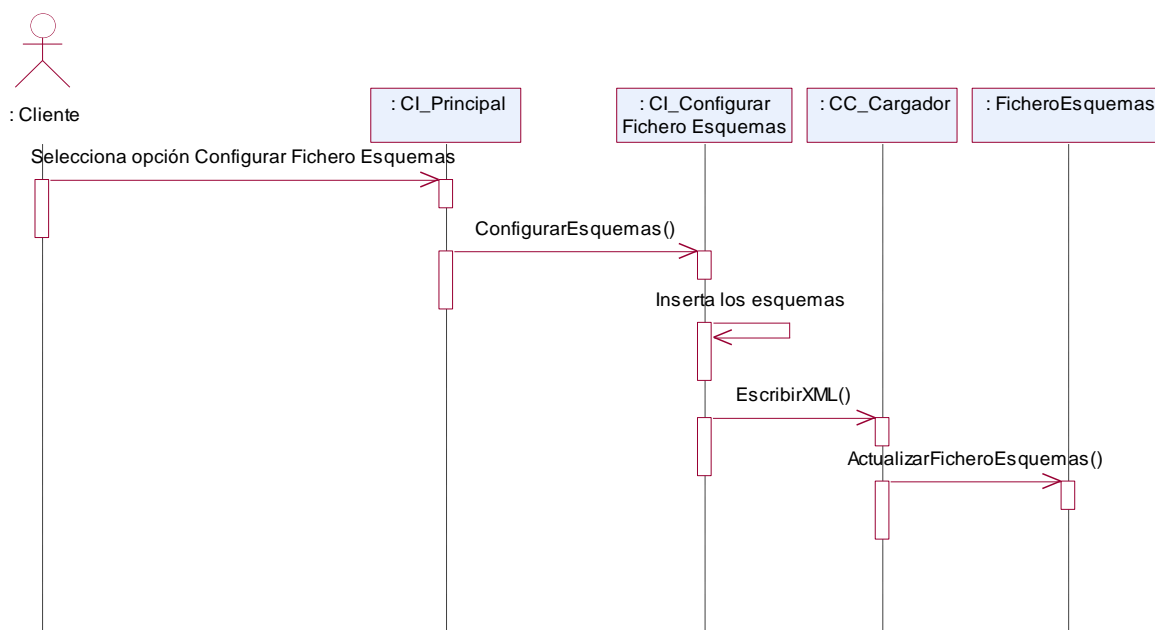 : Cliente
: CI_Principal
: CI_Configurar
Fichero Esquemas
: CC_Cargador
: FicheroEsquemas
Selecciona opción Configurar Fichero Esquemas
ConfigurarEsquemas()
Inserta los esquemas
EscribirXML()
ActualizarFicheroEsquemas()